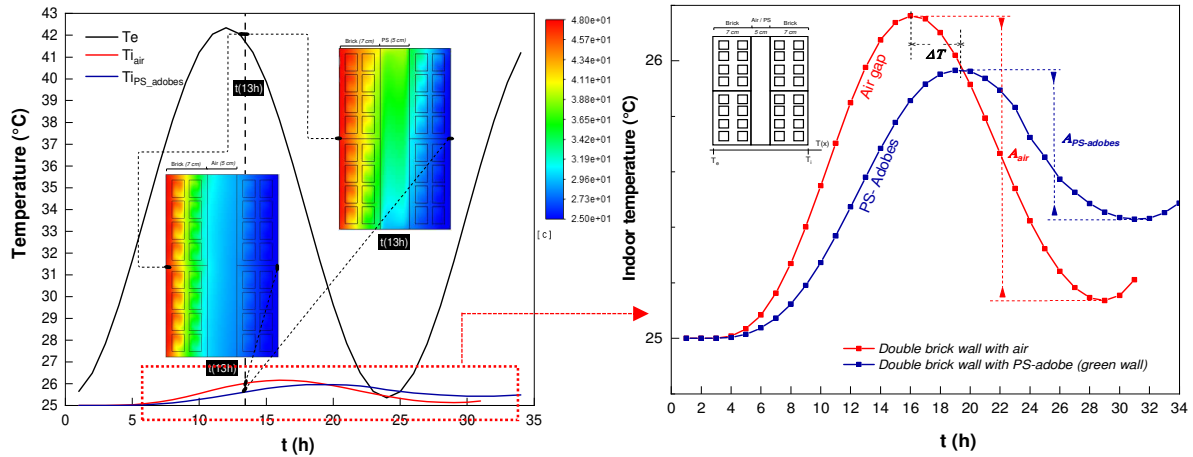 Te
Ti_air
Ti_PS_adobes
43
42
41
40
39
38
37
36
35
34
33
32
31
30
29
28
27
26
25
Temperature (°C)
0
5
10
15
20
25
30
35
t (h)
t(13h)
Brick (7 cm)
PS (5 cm)
t(13h)
Brick (7 cm)
Air (5 cm)
t(13h)
4.80e+01
4.57e+01
4.34e+01
4.11e+01
3.88e+01
3.65e+01
3.42e+01
3.19e+01
2.96e+01
2.73e+01
2.50e+01
[ c ]
Indoor temperature (°C)
26
25
Brick
Air / PS
Brick
7 cm
5 cm
7 cm
T(x)
T_e
T_i
Air gap
PS- Adobes
ΔT
A_air
A_PS-adobes
Double brick wall with air
Double brick wall with PS-adobe (green wall)
0
2
4
6
8
10
12
14
16
18
20
22
24
26
28
30
32
34
t (h)